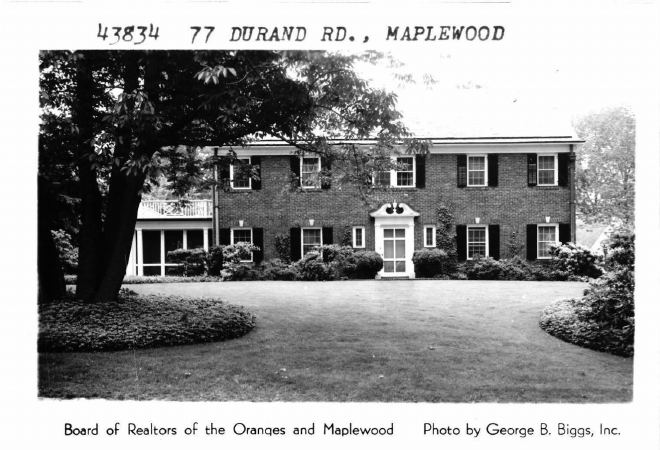 43834 77 DURAND RD., MAPLEWOOD
Board of Realtors of the Oranges and Maplewood Photo by George B. Biggs, Inc.